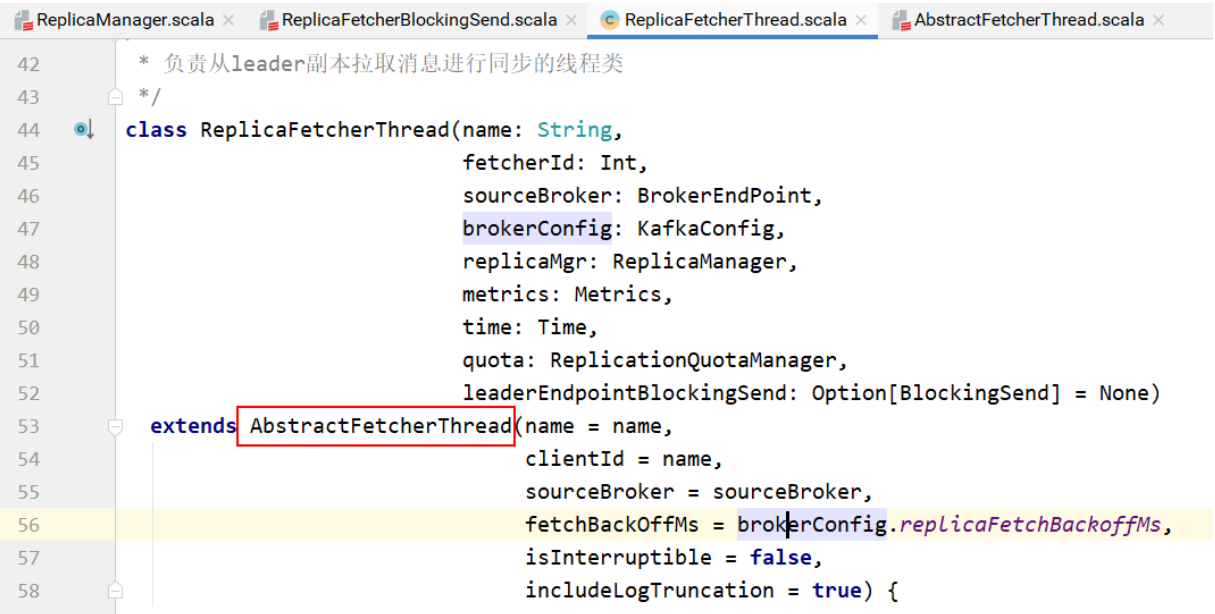 ReplicaManager.scala × ReplicaFetcherBlockingSend.scala × ReplicaFetcherThread.scala × AbstractFetcherThread.scala ×
42 * 负责从leader副本拉取消息进行同步的线程类
43 */
44 class ReplicaFetcherThread(name: String,
45 fetcherId: Int,
46 sourceBroker: BrokerEndPoint,
47 brokerConfig: KafkaConfig,
48 replicaMgr: ReplicaManager,
49 metrics: Metrics,
50 time: Time,
51 quota: ReplicationQuotaManager,
52 leaderEndpointBlockingSend: Option[BlockingSend] = None)
53 extends AbstractFetcherThread(name = name,
54 clientId = name,
55 sourceBroker = sourceBroker,
56 fetchBackOffMs = brokerConfig.replicaFetchBackoffMs,
57 isInterruptible = false,
58 includeLogTruncation = true) {